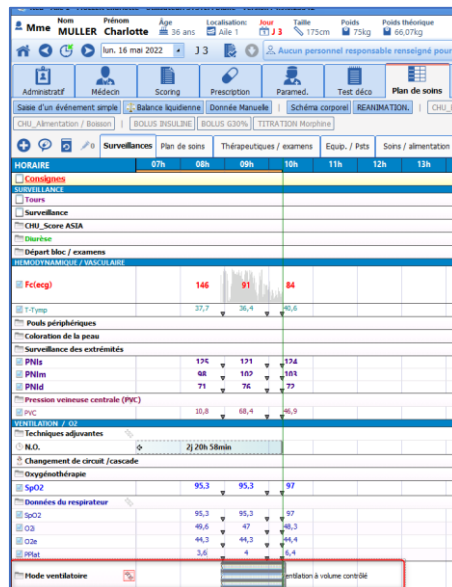 Mme Nom MULLER Prénom Charlotte Âge 36 ans Localisation: Aile 1 Jour J 3 Taille 175cm Poids 75kg Poids théorique 66,07kg
lun. 16 mai 2022 J 3 Aucun personnel responsable renseigné pour
Administratif Médecin Scoring Prescription Paramed. Test déco Plan de soins
Saisie d'un événement simple Balance liquidienne Donnée Manuelle Schéma corporel REANIMATION. CHU_
CHU_Alimentation / Boisson BOLUS INSULINE BOLUS G30% TITRATION Morphine
0 Surveillances Plan de soins Thérapeutiques / examens Equip. / Psts Soins / alimentation
HORAIRE 07h 08h 09h 10h 11h 12h 13h
Consignes
SURVEILLANCE
Tours
Surveillance
CHU_Score ASIA
Diurèse
Départ bloc / examens
HEMODYNAMIQUE / VASCULAIRE
Fc(ecg) 146 91 84
T-Tymp 37,7 36,4 40,6
Pouls périphériques
Coloration de la peau
Surveillance des extrémités
PNIs 125 121 124
PNIm 98 102 103
PNId 71 76 72
Pression veineuse centrale (PVC)
PVC 10,8 68,4 46,9
VENTILATION / O2
Techniques adjuvantes
N.O. 2j 20h 58min
Changement de circuit /cascade
Oxygénothérapie
SpO2 95,3 95,3 97
Données du respirateur
SpO2 95,3 95,3 97
O2i 49,6 47 48,3
O2e 44,3 44,3 44,4
PPlat 3,6 4 6,4
Mode ventilatoire entilation à volume contrôlé